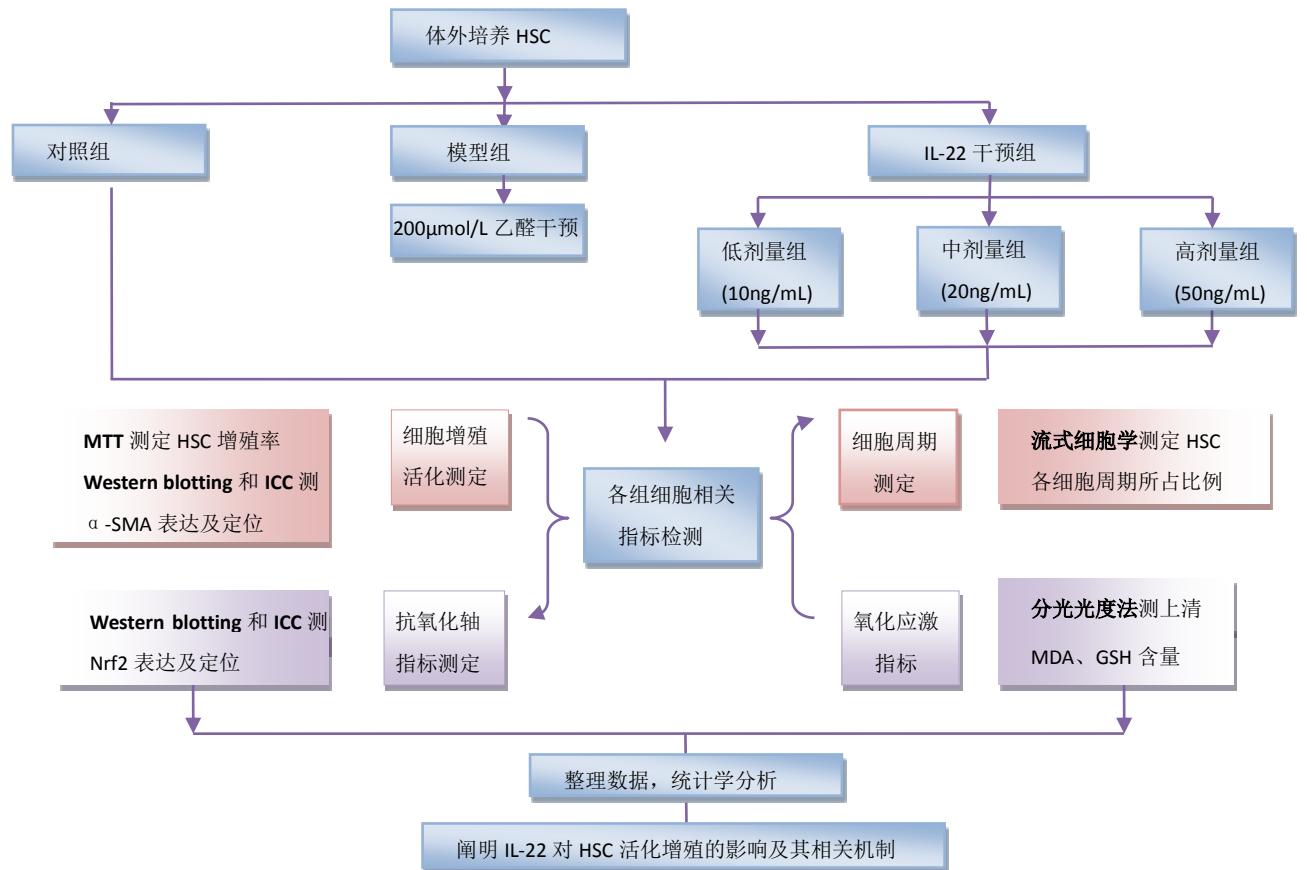 体外培养 HSC
对照组
模型组
IL-22 干预组
200μmol/L 乙醛干预
低剂量组
(10ng/mL)
中剂量组
(20ng/mL)
高剂量组
(50ng/mL)
MTT 测定 HSC 增殖率
Western blotting 和 ICC 测
α-SMA 表达及定位
细胞增殖
活化测定
各组细胞相关
指标检测
细胞周期
测定
流式细胞学测定 HSC
各细胞周期所占比例
Western blotting 和 ICC 测
Nrf2 表达及定位
抗氧化轴
指标测定
氧化应激
指标
分光光度法测上清
MDA、GSH 含量
整理数据，统计学分析
阐明 IL-22 对 HSC 活化增殖的影响及其相关机制